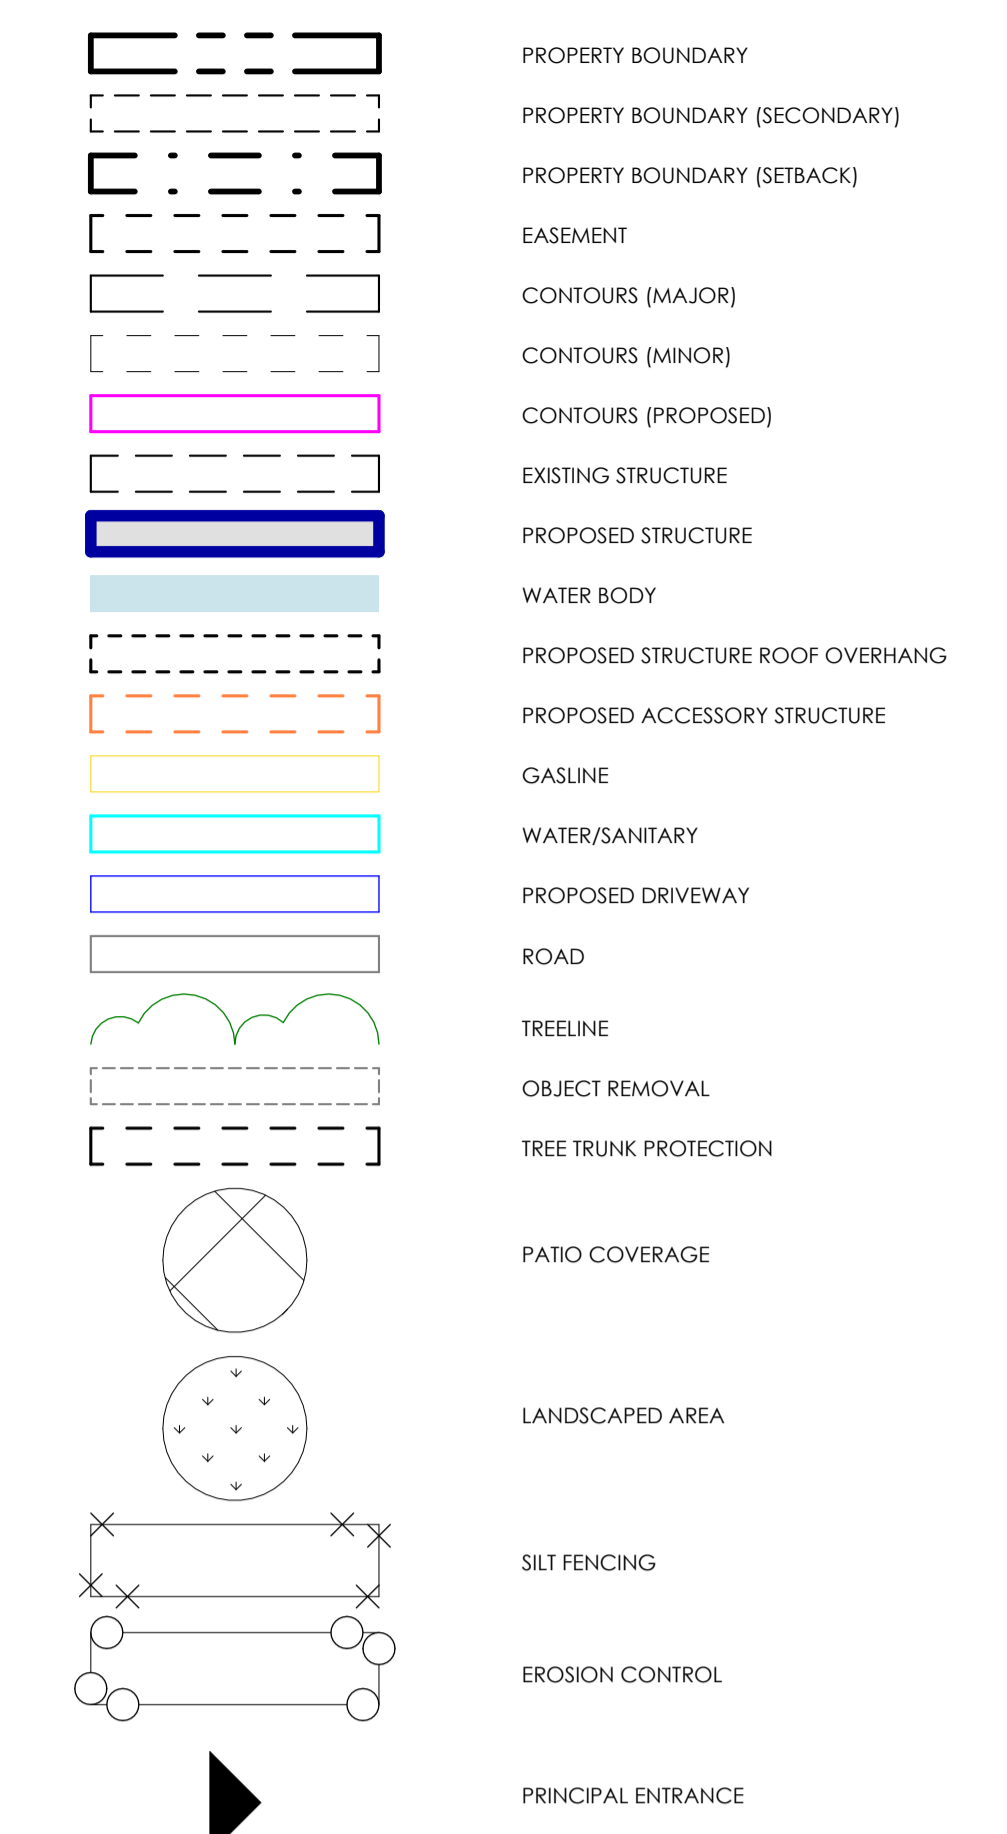 PROPERTY BOUNDARY
PROPERTY BOUNDARY (SECONDARY)
PROPERTY BOUNDARY (SETBACK)
EASEMENT
CONTOURS (MAJOR)
CONTOURS (MINOR)
CONTOURS (PROPOSED)
EXISTING STRUCTURE
PROPOSED STRUCTURE
WATER BODY
PROPOSED STRUCTURE ROOF OVERHANG
PROPOSED ACCESSORY STRUCTURE
GASLINE
WATER/SANITARY
PROPOSED DRIVEWAY
ROAD
TREELINE
OBJECT REMOVAL
TREE TRUNK PROTECTION
PATIO COVERAGE
LANDSCAPED AREA
SILT FENCING
EROSION CONTROL
PRINCIPAL ENTRANCE